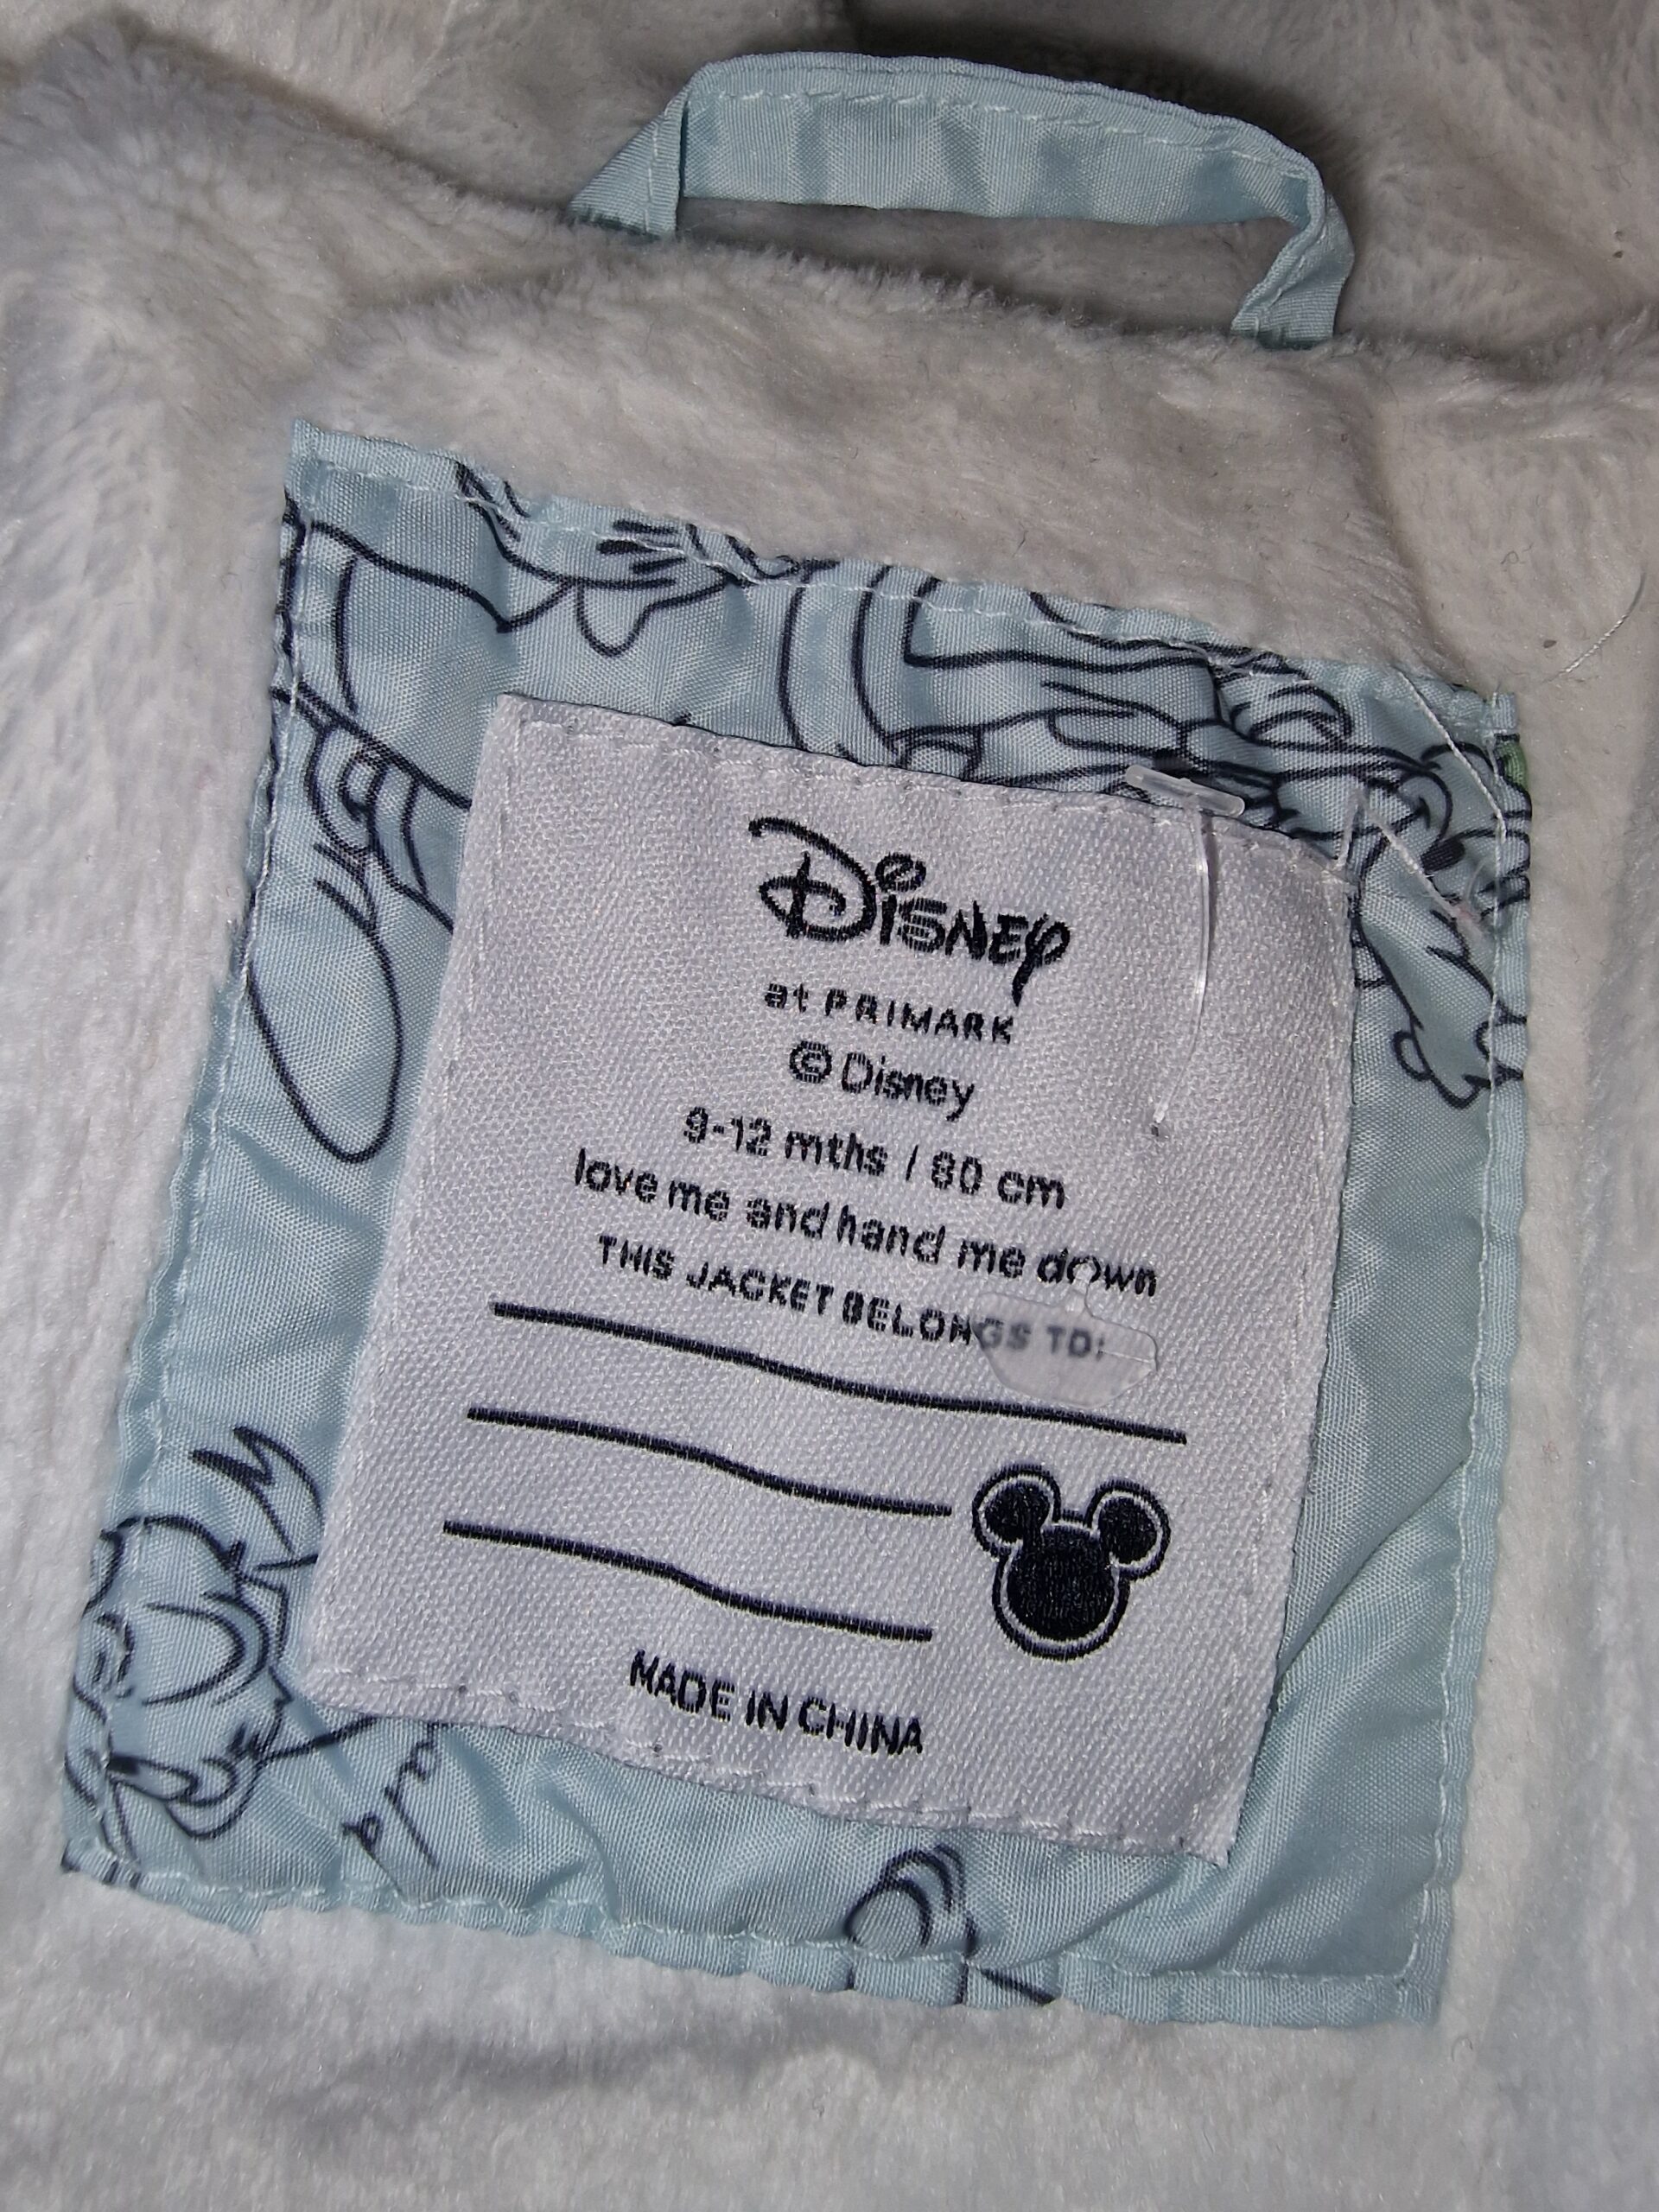 Disney
at PRIMARK
© Disney
9-12 mths / 80 cm
love me and hand me down
THIS JACKET BELONGS TO:
MADE IN CHINA